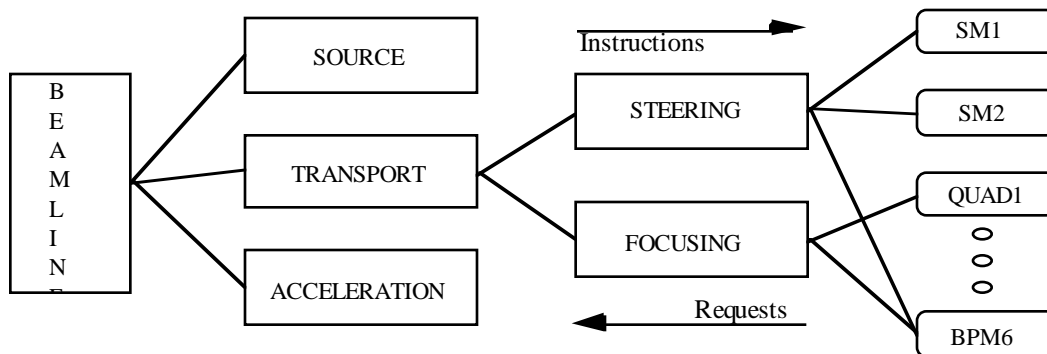 B
E
A
M
L
I
N
E
SOURCE
TRANSPORT
ACCELERATION
Instructions
STEERING
FOCUSING
Requests
SM1
SM2
QUAD1
BPM6